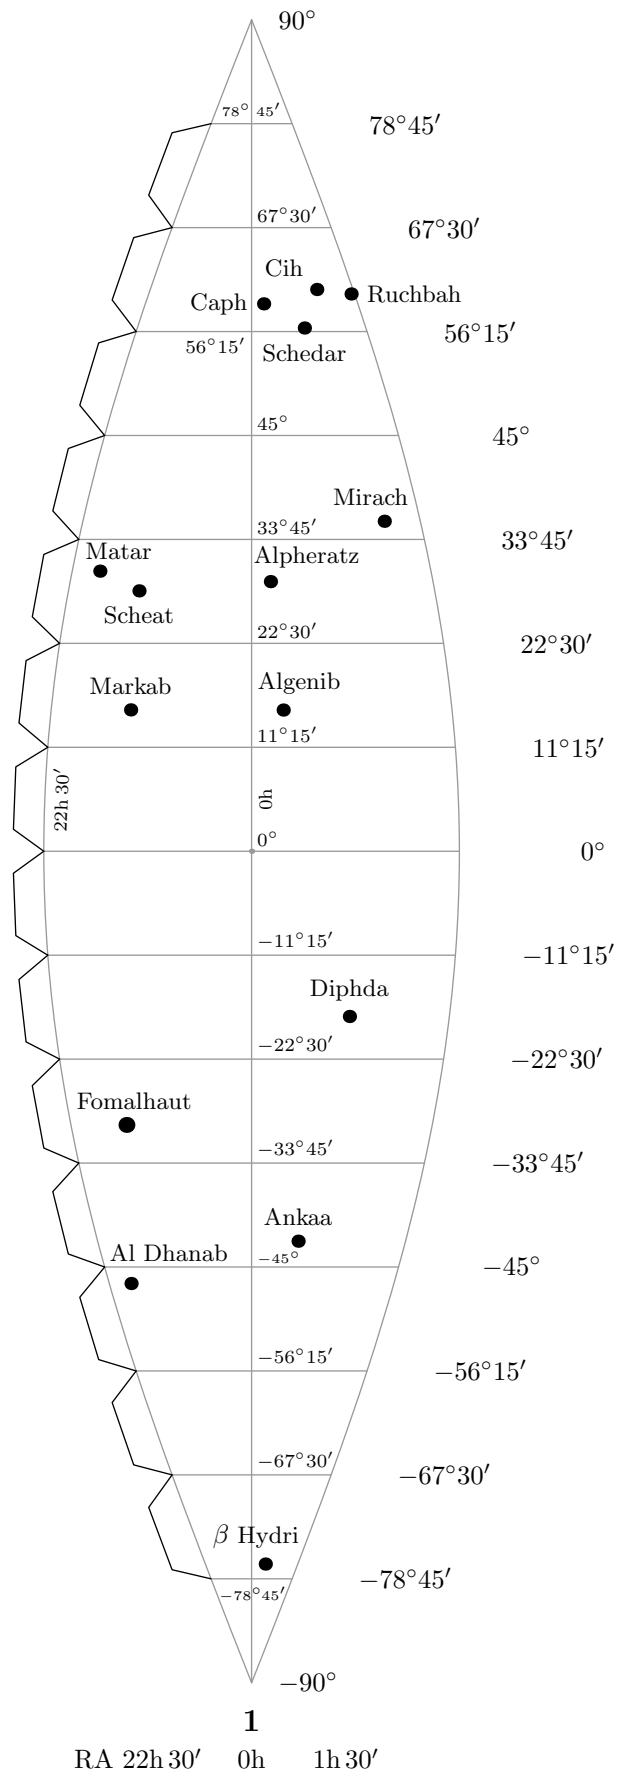 90°
78° 45′ 78°45′
67°30′ 67°30′
Cih
Caph Ruchbah
56°15′ Schedar 56°15′
45° 45°
Mirach
33°45′ 33°45′
Matar Alpheratz
Scheat
22°30′ 22°30′
Markab Algenib
11°15′ 11°15′
22h 30′ 0h
0° 0°
−11°15′ −11°15′
Diphda
−22°30′ −22°30′
Fomalhaut
−33°45′ −33°45′
Ankaa
Al Dhanab −45° −45°
−56°15′ −56°15′
−67°30′ −67°30′
β Hydri
−78°45′ −78°45′
−90°
1
RA 22h 30′ 0h 1h 30′